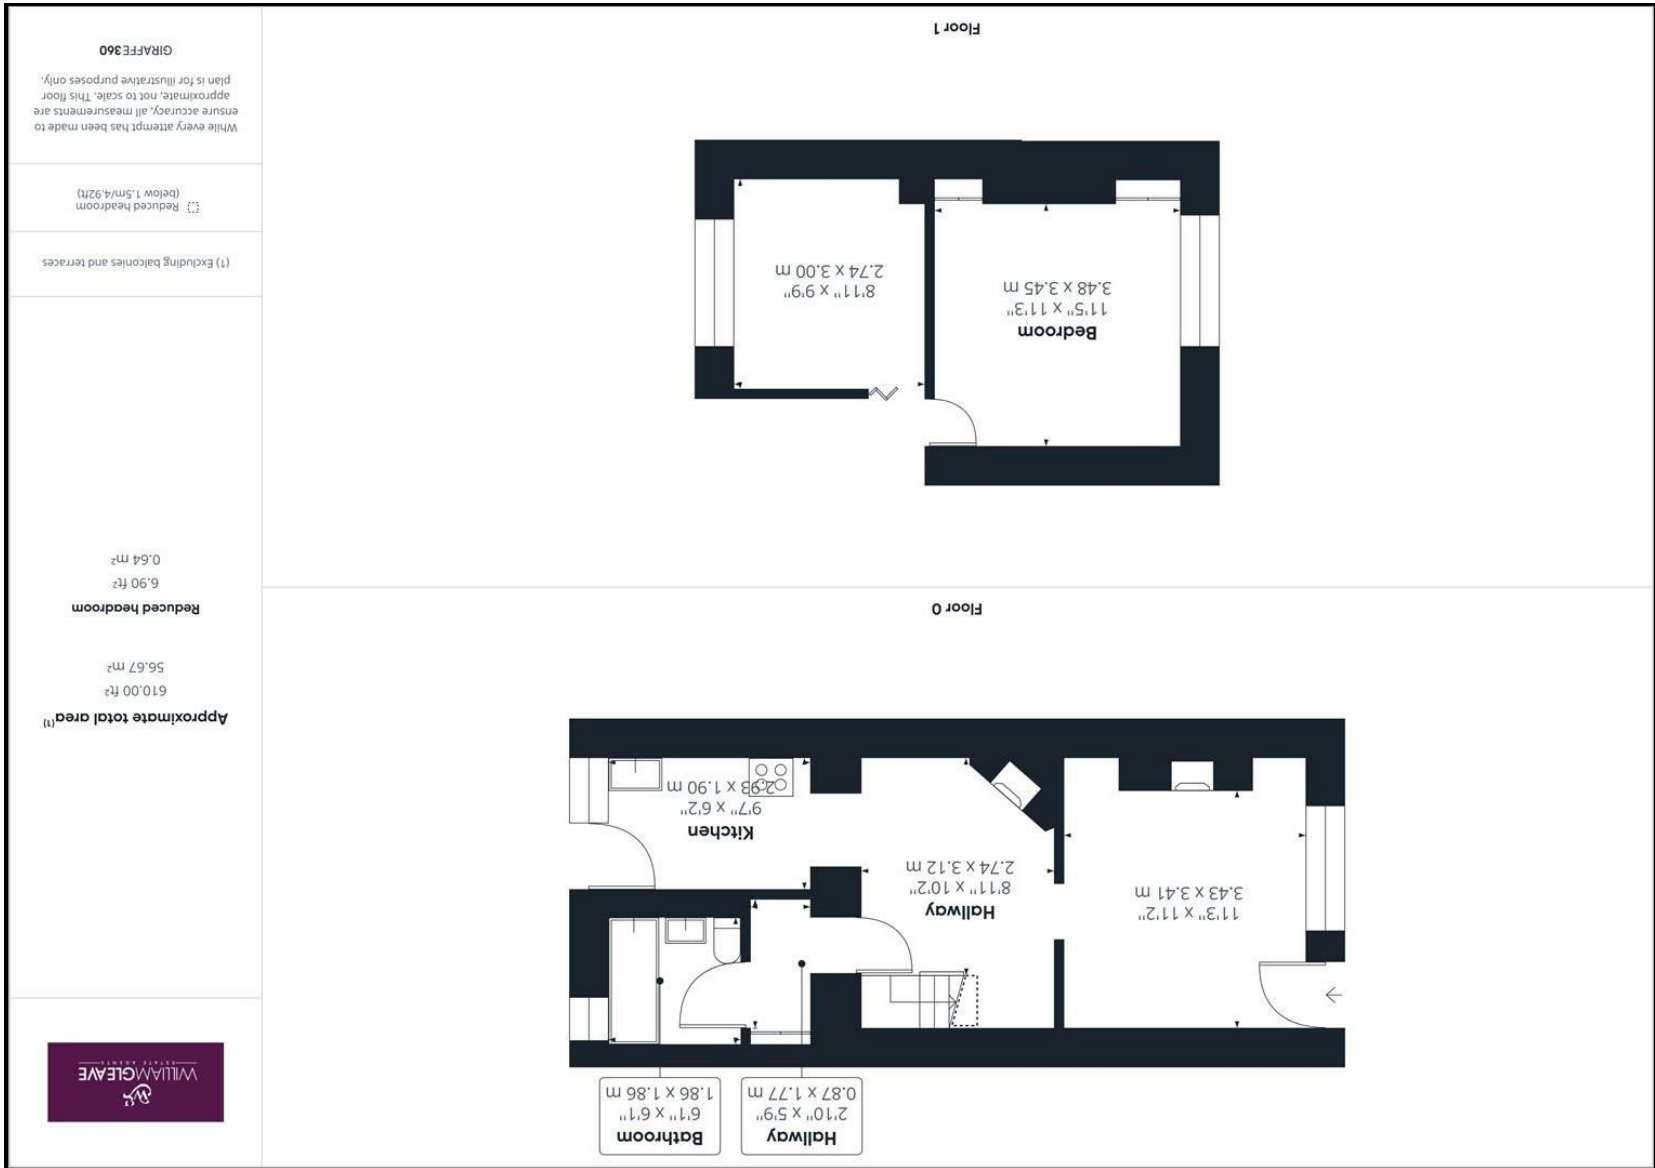 Hallway
2'10" x 5'9"
0.87 x 1.77 m
Bathroom
6'1" x 6'1"
1.86 x 1.86 m
11'3" x 11'2"
3.43 x 3.41 m
Hallway
8'11" x 10'2"
2.74 x 3.12 m
Kitchen
9'7" x 6'2"
2.93 x 1.90 m
Floor 0
Bedroom
11'5" x 11'3"
3.48 x 3.45 m
8'11" x 9'9"
2.74 x 3.00 m
Floor 1
WILLIAMGLEAVE
ESTATE AGENTS
Approximate total area(1)
610.00 ft²
56.67 m²
Reduced headroom
6.90 ft²
0.64 m²
(1) Excluding balconies and terraces
Reduced headroom
(below 1.5m/4.92ft)
While every attempt has been made to
ensure accuracy, all measurements are
approximate, not to scale. This floor
plan is for illustrative purposes only.
GIRAFFE360